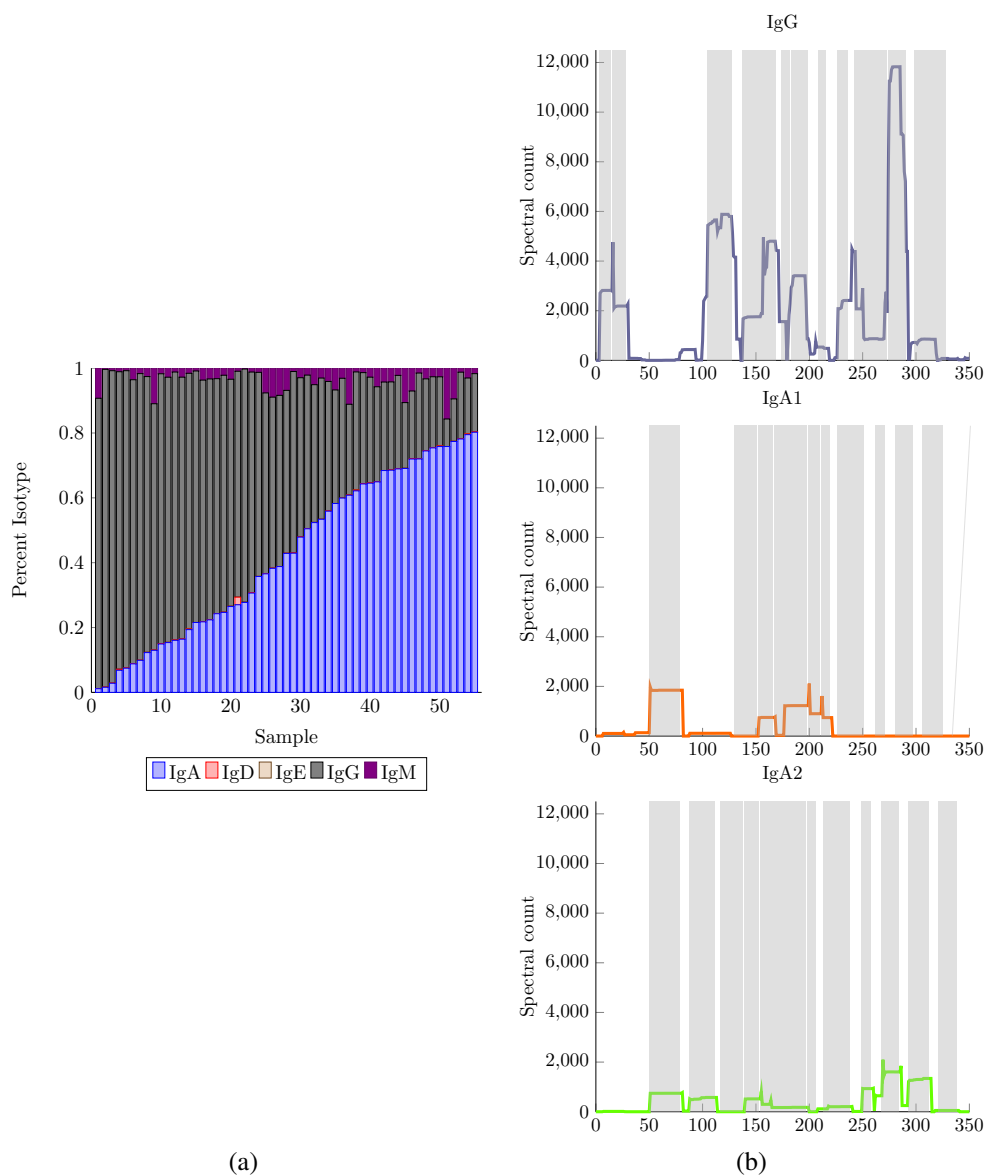 1
0.8
0.6
0.4
0.2
0
Percent Isotype
0 10 20 30 40 50
Sample
IgA IgD IgE IgG IgM
(a)
IgG
12,000
10,000
8,000
6,000
4,000
2,000
0
Spectral count
0 50 100 150 200 250 300 350
IgA1
12,000
10,000
8,000
6,000
4,000
2,000
0
Spectral count
0 50 100 150 200 250 300 350
IgA2
12,000
10,000
8,000
6,000
4,000
2,000
0
Spectral count
0 50 100 150 200 250 300 350
(b)